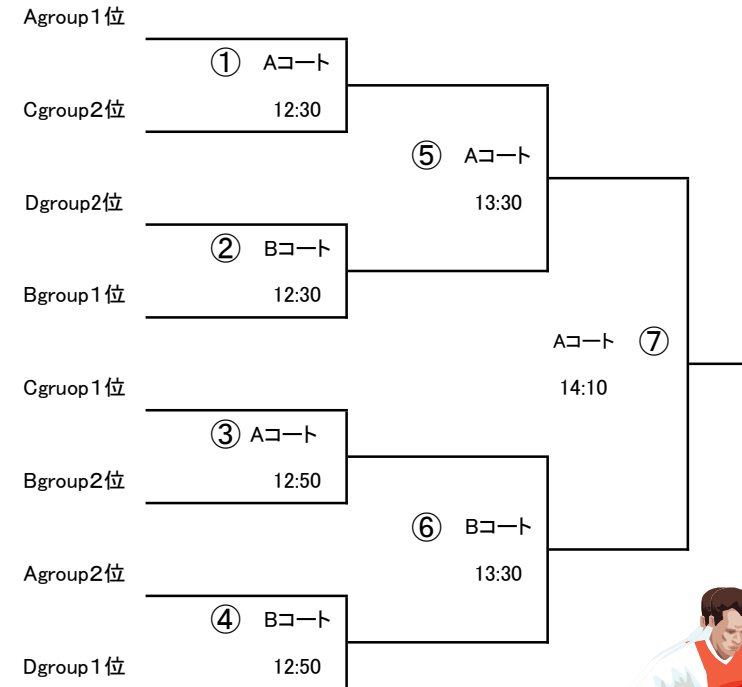 Agroup1位
① Aコート
Cgroup2位 12:30
⑤ Aコート
Dgroup2位 13:30
② Bコート
Bgroup1位 12:30
Aコート ⑦
Cgruop1位 14:10
③ Aコート
Bgroup2位 12:50
⑥ Bコート
Agroup2位 13:30
④ Bコート
Dgroup1位 12:50